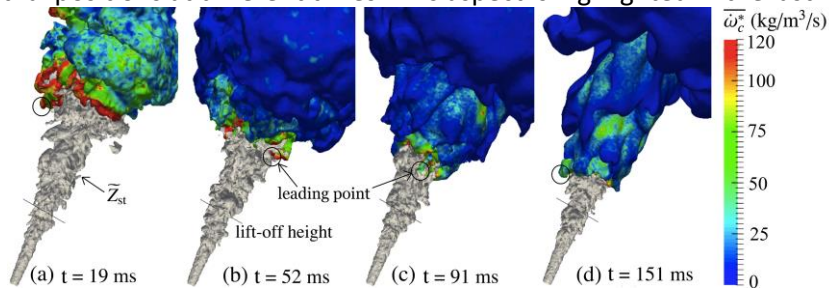 ω̇*c (kg/m³/s)
120
100
75
50
25
0
Z̃st
leading point
lift-off height
(a) t = 19 ms
(b) t = 52 ms
(c) t = 91 ms
(d) t = 151 ms